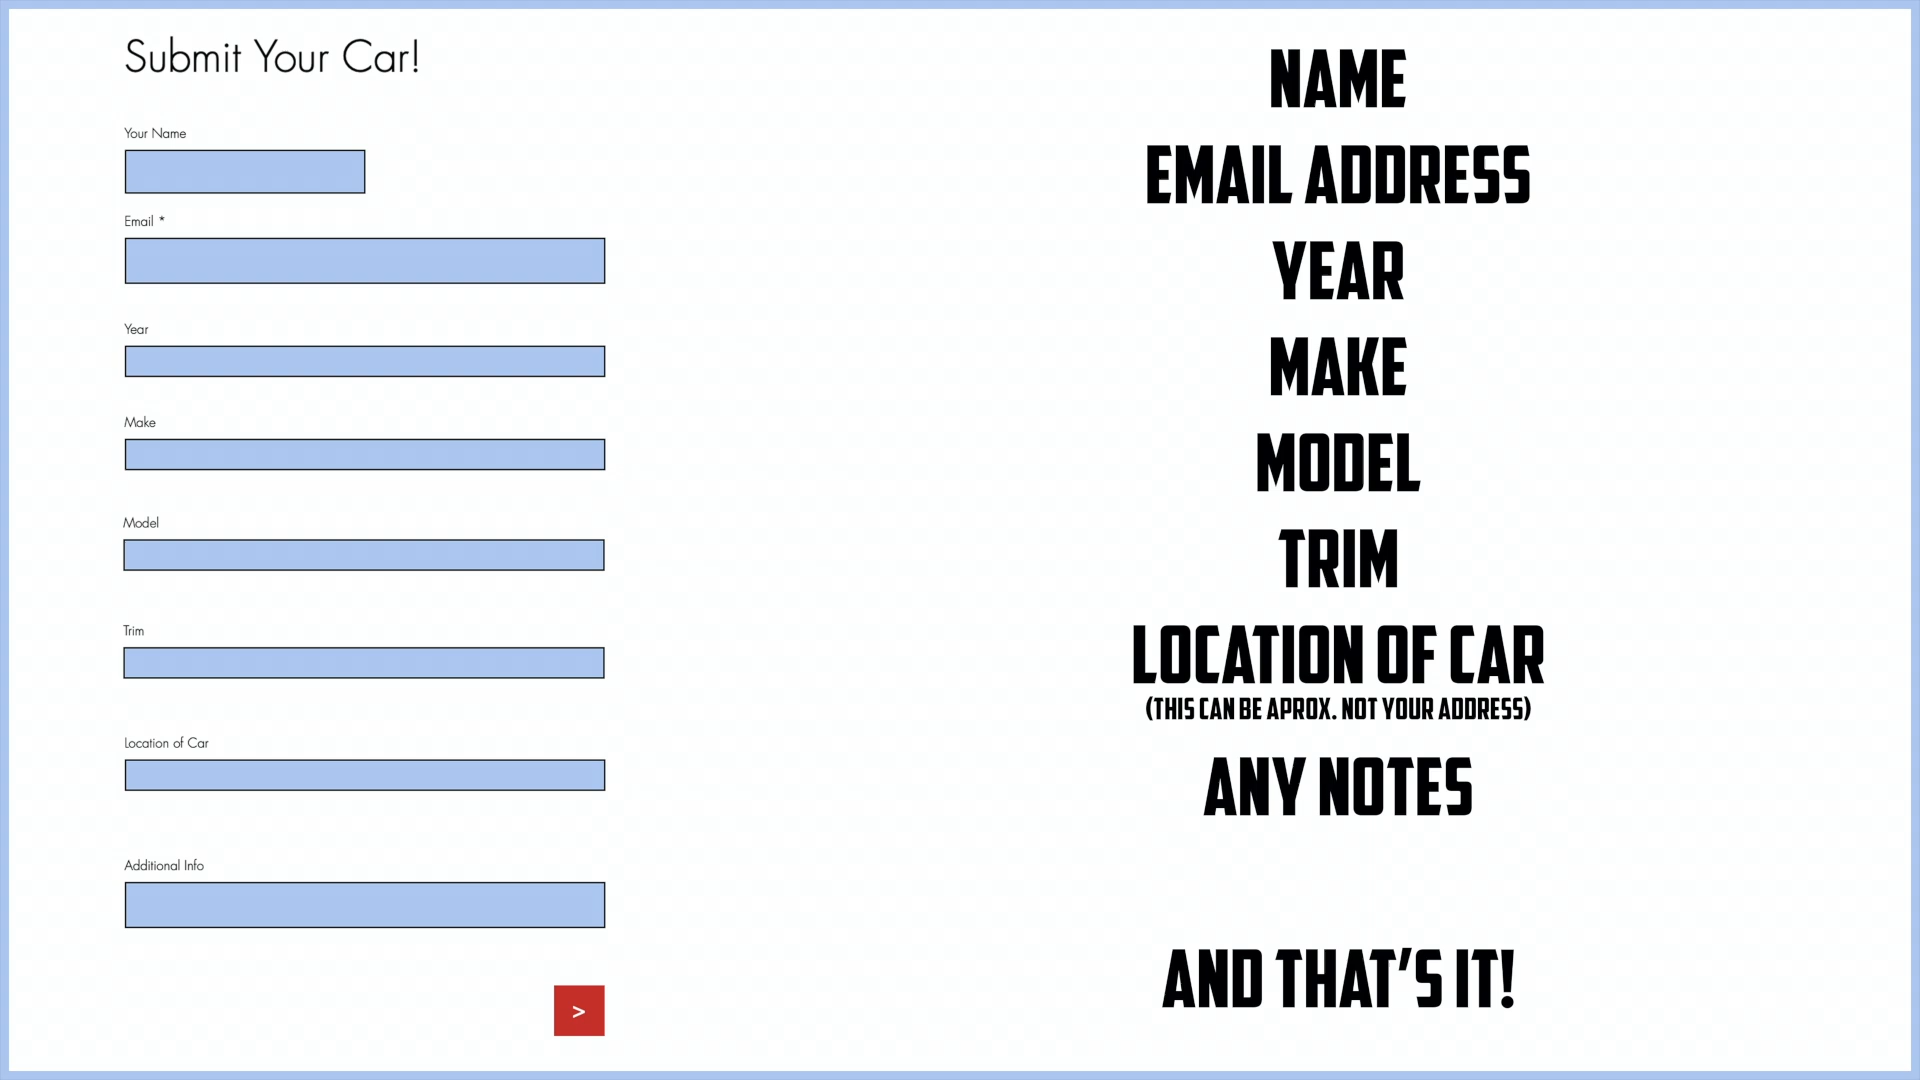 Submit Your Car!
Your Name
Email *
Year
Make
Model
Trim
Location of Car
Additional Info
>
NAME
EMAIL ADDRESS
YEAR
MAKE
MODEL
TRIM
LOCATION OF CAR
(THIS CAN BE APROX. NOT YOUR ADDRESS)
ANY NOTES
AND THAT'S IT!